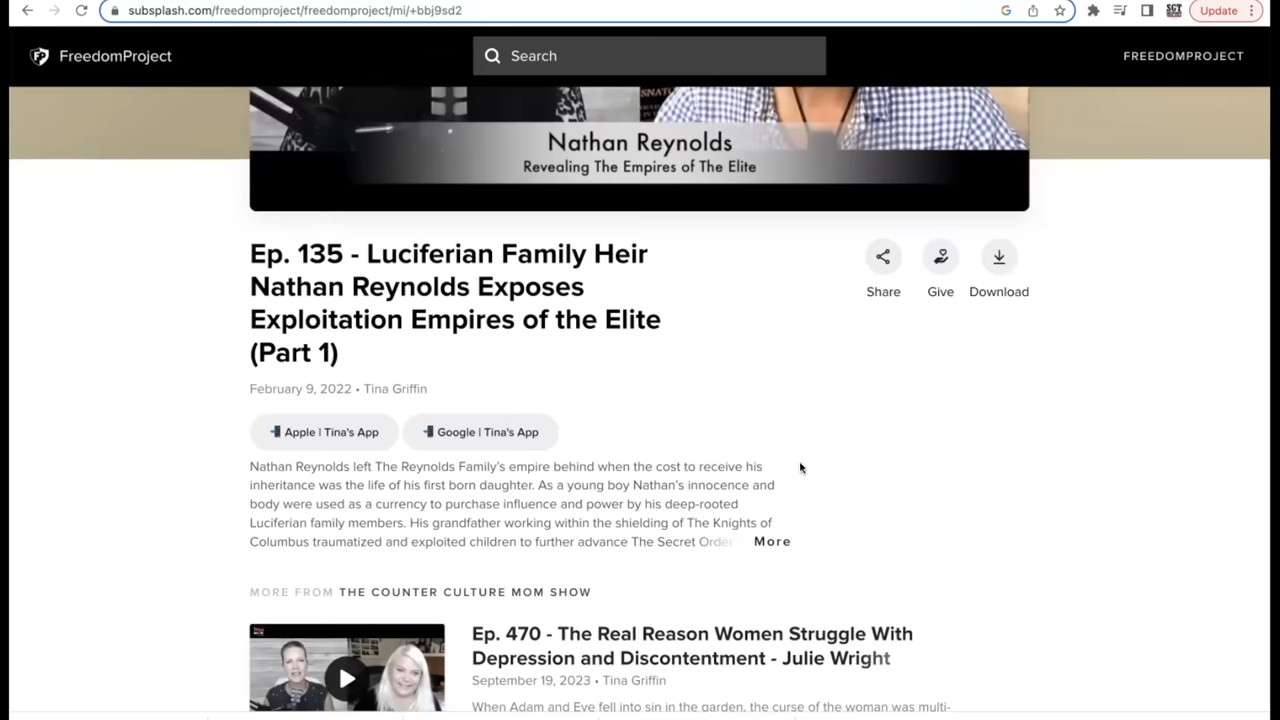 subsplash.com/freedomproject/freedomproject/mi/+bbj9sd2
Update
FreedomProject
Search
FREEDOMPROJECT
Nathan Reynolds
Revealing The Empires of The Elite
Ep. 135 - Luciferian Family Heir
Nathan Reynolds Exposes
Exploitation Empires of the Elite
(Part 1)
Share
Give
Download
February 9, 2022 • Tina Griffin
Apple | Tina's App
Google | Tina's App
Nathan Reynolds left The Reynolds Family's empire behind when the cost to receive his
inheritance was the life of his first born daughter. As a young boy Nathan's innocence and
body were used as a currency to purchase influence and power by his deep-rooted
Luciferian family members. His grandfather working within the shielding of The Knights of
Columbus traumatized and exploited children to further advance The Secret Order
More
MORE FROM THE COUNTER CULTURE MOM SHOW
Ep. 470 - The Real Reason Women Struggle With
Depression and Discontentment - Julie Wright
September 19, 2023 • Tina Griffin
When Adam and Eve fell into sin in the garden, the curse of the woman was multi-